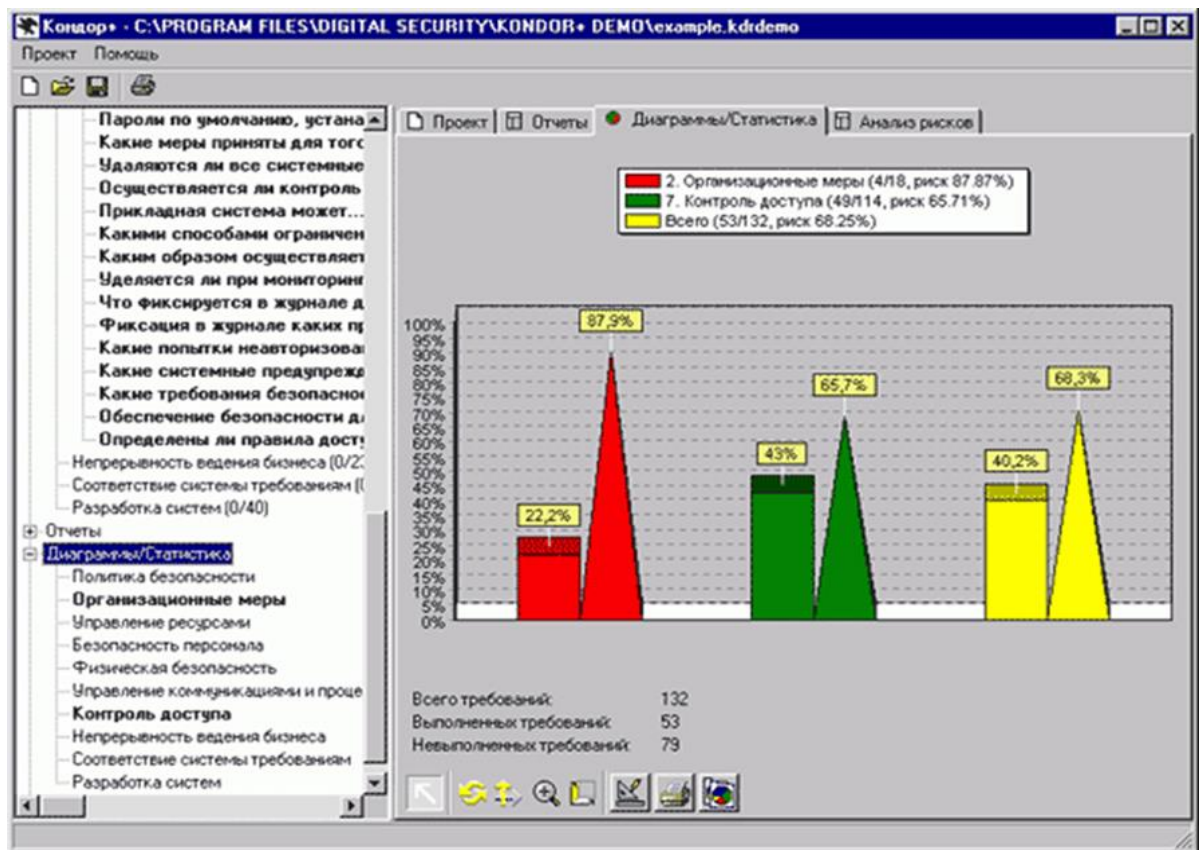 Кондор+ - C:\PROGRAM FILES\DIGITAL SECURITY\KONDOR+ DEMO\example.kdrdemo
Проект Помощь
Пароли по умолчанию, устана
Какие меры приняты для того
Удаляются ли все системные
Осуществляется ли контроль
Прикладная система может...
Какими способами ограничен
Каким образом осуществляет
Уделяется ли при мониторинг
Что фиксируется в журнале д
Фиксация в журнале каких пр
Какие попытки неавторизова
Какие системные предупрежд
Какие требования безопаснос
Обеспечение безопасности дл
Определены ли правила досту
Непрерывность ведения бизнеса (0/2
Соответствие системы требованиям (
Разработка систем (0/40)
Отчеты
Диаграммы/Статистика
Политика безопасности
Организационные меры
Управление ресурсами
Безопасность персонала
Физическая безопасность
Управление коммуникациями и проце
Контроль доступа
Непрерывность ведения бизнеса
Соответствие системы требованиям
Разработка систем
Проект Отчеты Диаграммы/Статистика Анализ рисков
2. Организационные меры (4/18, риск 87.87%)
7. Контроль доступа (49/114, риск 65.71%)
Всего (53/132, риск 68.25%)
100%
95%
90%
85%
80%
75%
70%
65%
60%
55%
50%
45%
40%
35%
30%
25%
20%
15%
10%
5%
0%
22,2%
87,9%
43%
65,7%
40,2%
68,3%
Всего требований: 132
Выполненных требований: 53
Невыполненных требований: 79